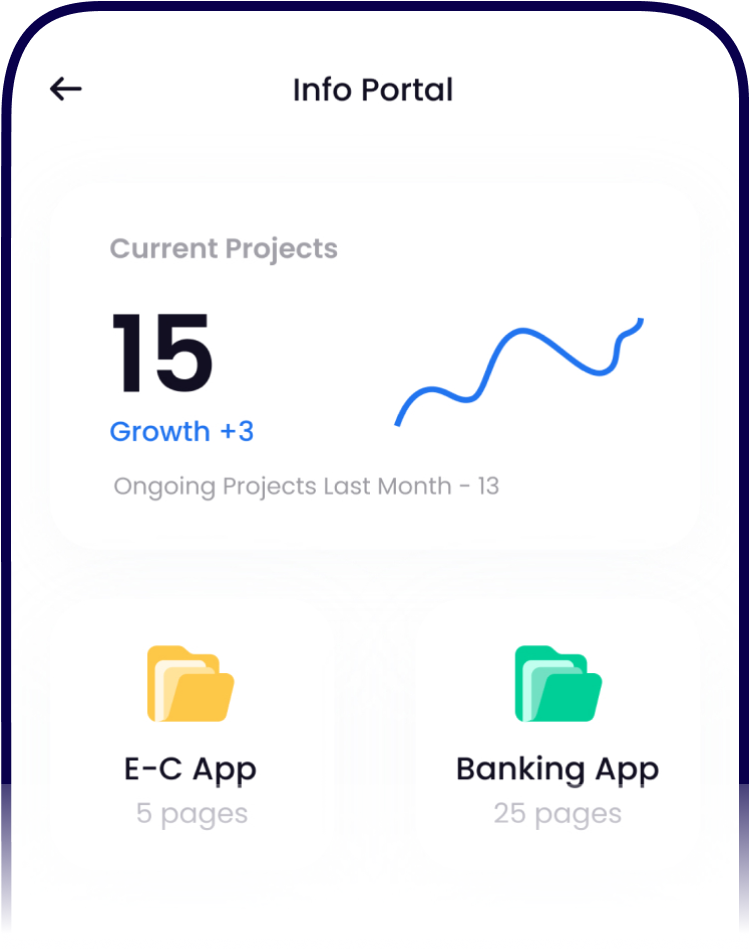 Info Portal
Current Projects
15
Growth +3
Ongoing Projects Last Month - 13
E-C App
Banking App
5 pages
25 pages